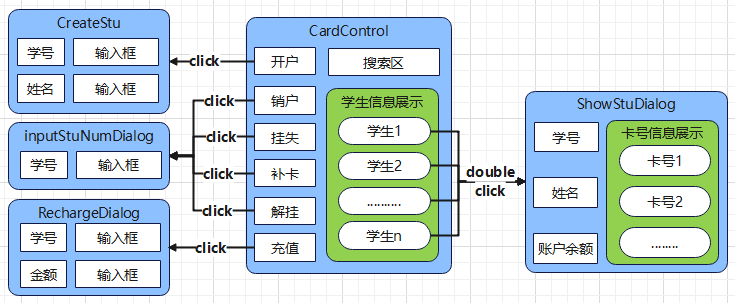 CreateStu
学号
输入框
姓名
输入框
inputStuNumDialog
学号
输入框
RechargeDialog
学号
输入框
金额
输入框
click
click
click
click
click
click
CardControl
开户
搜索区
销户
挂失
补卡
解挂
充值
学生信息展示
学生1
学生2
..........
学生n
double
click
ShowStuDialog
学号
姓名
账户余额
卡号信息展示
卡号1
卡号2
........